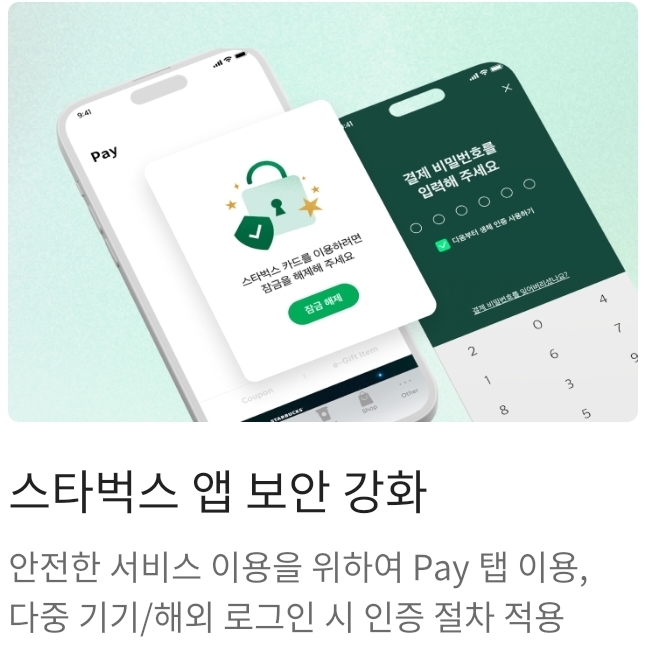 9:41
Pay
스타벅스 카드를 이용하려면
잠금을 해제해 주세요
잠금 해제
Coupon
e-Gift Item
STARBUCKS
Shop
Other
:41
결제 비밀번호를
입력해 주세요
다음부터 생체 인증 사용하기
결제 비밀번호를 잊어버리셨나요?
2 0 4
1 6 7
8 3 9
5
스타벅스 앱 보안 강화
안전한 서비스 이용을 위하여 Pay 탭 이용,
다중 기기/해외 로그인 시 인증 절차 적용